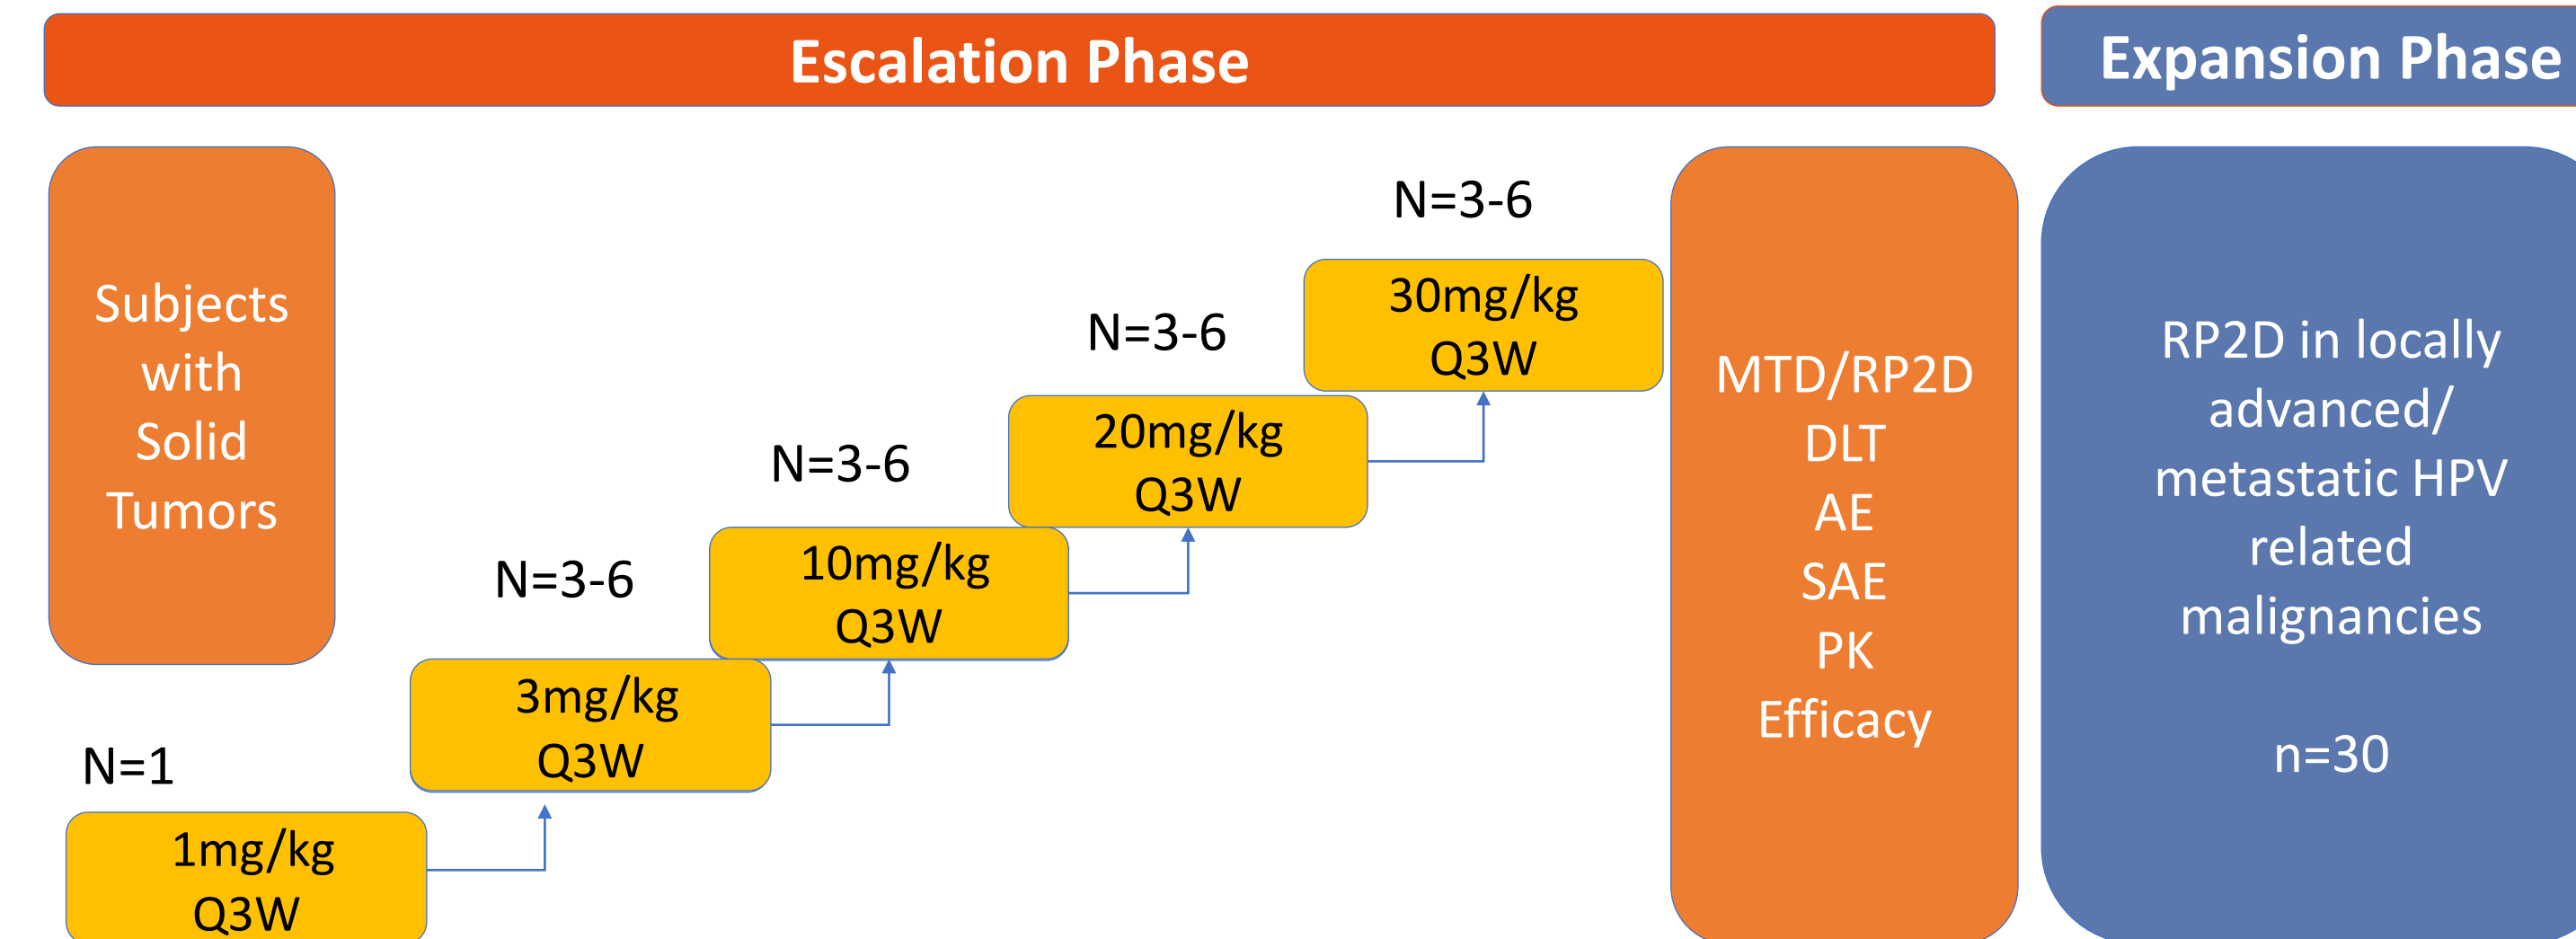 Escalation Phase
Expansion Phase
Subjects
with
Solid
Tumors
N=1
1mg/kg
Q3W
N=3-6
3mg/kg
Q3W
N=3-6
10mg/kg
Q3W
N=3-6
20mg/kg
Q3W
N=3-6
30mg/kg
Q3W
MTD/RP2D
DLT
AE
SAE
PK
Efficacy
RP2D in locally
advanced/
metastatic HPV
related
malignancies
n=30